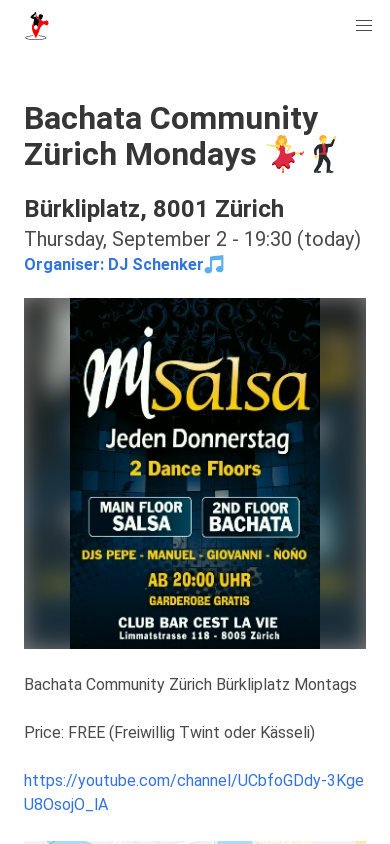 Bachata Community
Zürich Mondays 💃🕺
Bürkliplatz, 8001 Zürich
Thursday, September 2 - 19:30 (today)
Organiser: DJ Schenker🎵
mi Salsa
Jeden Donnerstag
2 Dance Floors
MAIN FLOOR SALSA
2ND FLOOR BACHATA
DJS PEPE - MANUEL - GIOVANNI - ÑOÑO
AB 20:00 UHR
GARDEROBE GRATIS
CLUB BAR CEST LA VIE
Limmatstrasse 118 - 8005 Zürich
Bachata Community Zürich Bürkliplatz Montags
Price: FREE (Freiwillig Twint oder Kässeli)
https://youtube.com/channel/UCbfoGDdy-3Kge
U8OsojO_lA